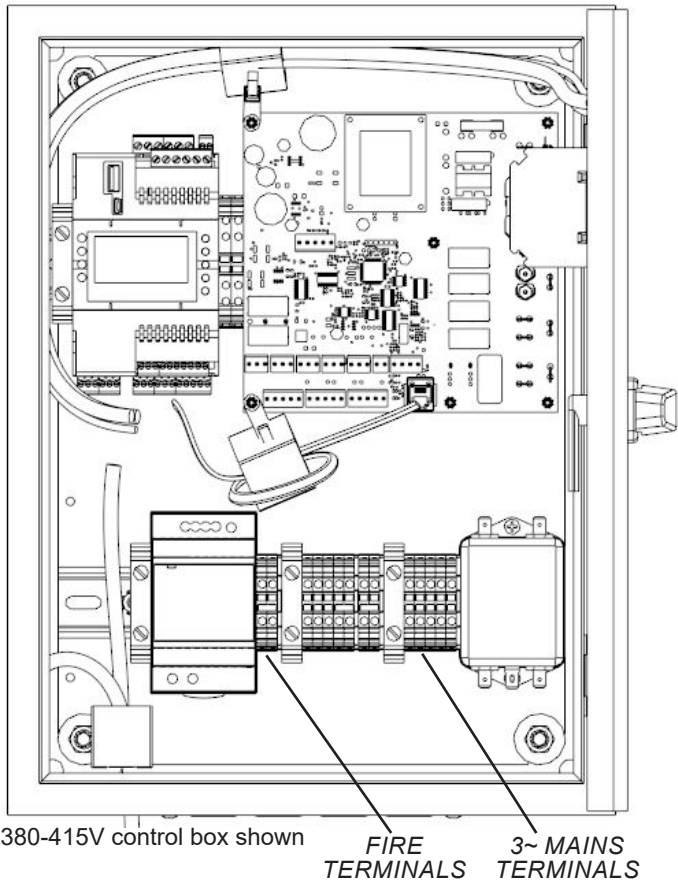 380-415V control box shown
FIRE
TERMINALS
3~ MAINS
TERMINALS